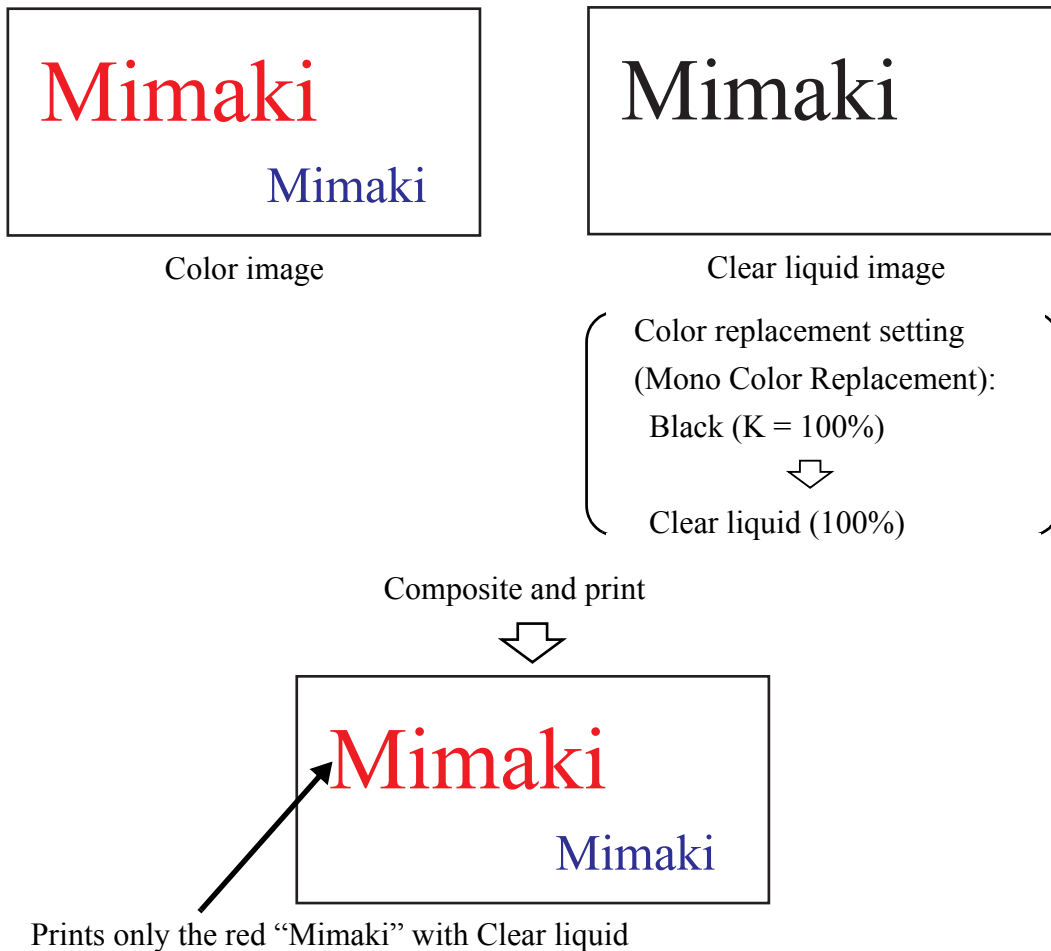 Mimaki
Mimaki
Color image
Mimaki
Clear liquid image
Color replacement setting
(Mono Color Replacement):
Black (K = 100%)
Clear liquid (100%)
Composite and print
Mimaki
Mimaki
Prints only the red “Mimaki” with Clear liquid